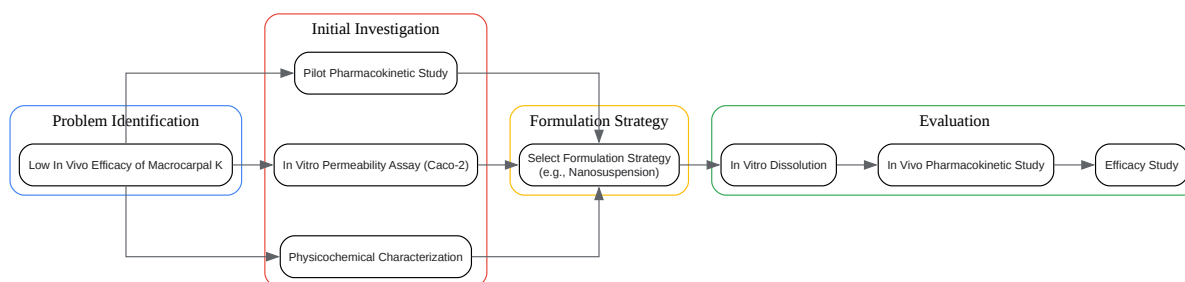 Initial Investigation
Pilot Pharmacokinetic Study
Problem Identification
Low In Vivo Efficacy of Macrocarpal K
In Vitro Permeability Assay (Caco-2)
Physicochemical Characterization
Formulation Strategy
Select Formulation Strategy
(e.g., Nanosuspension)
Evaluation
In Vitro Dissolution
In Vivo Pharmacokinetic Study
Efficacy Study